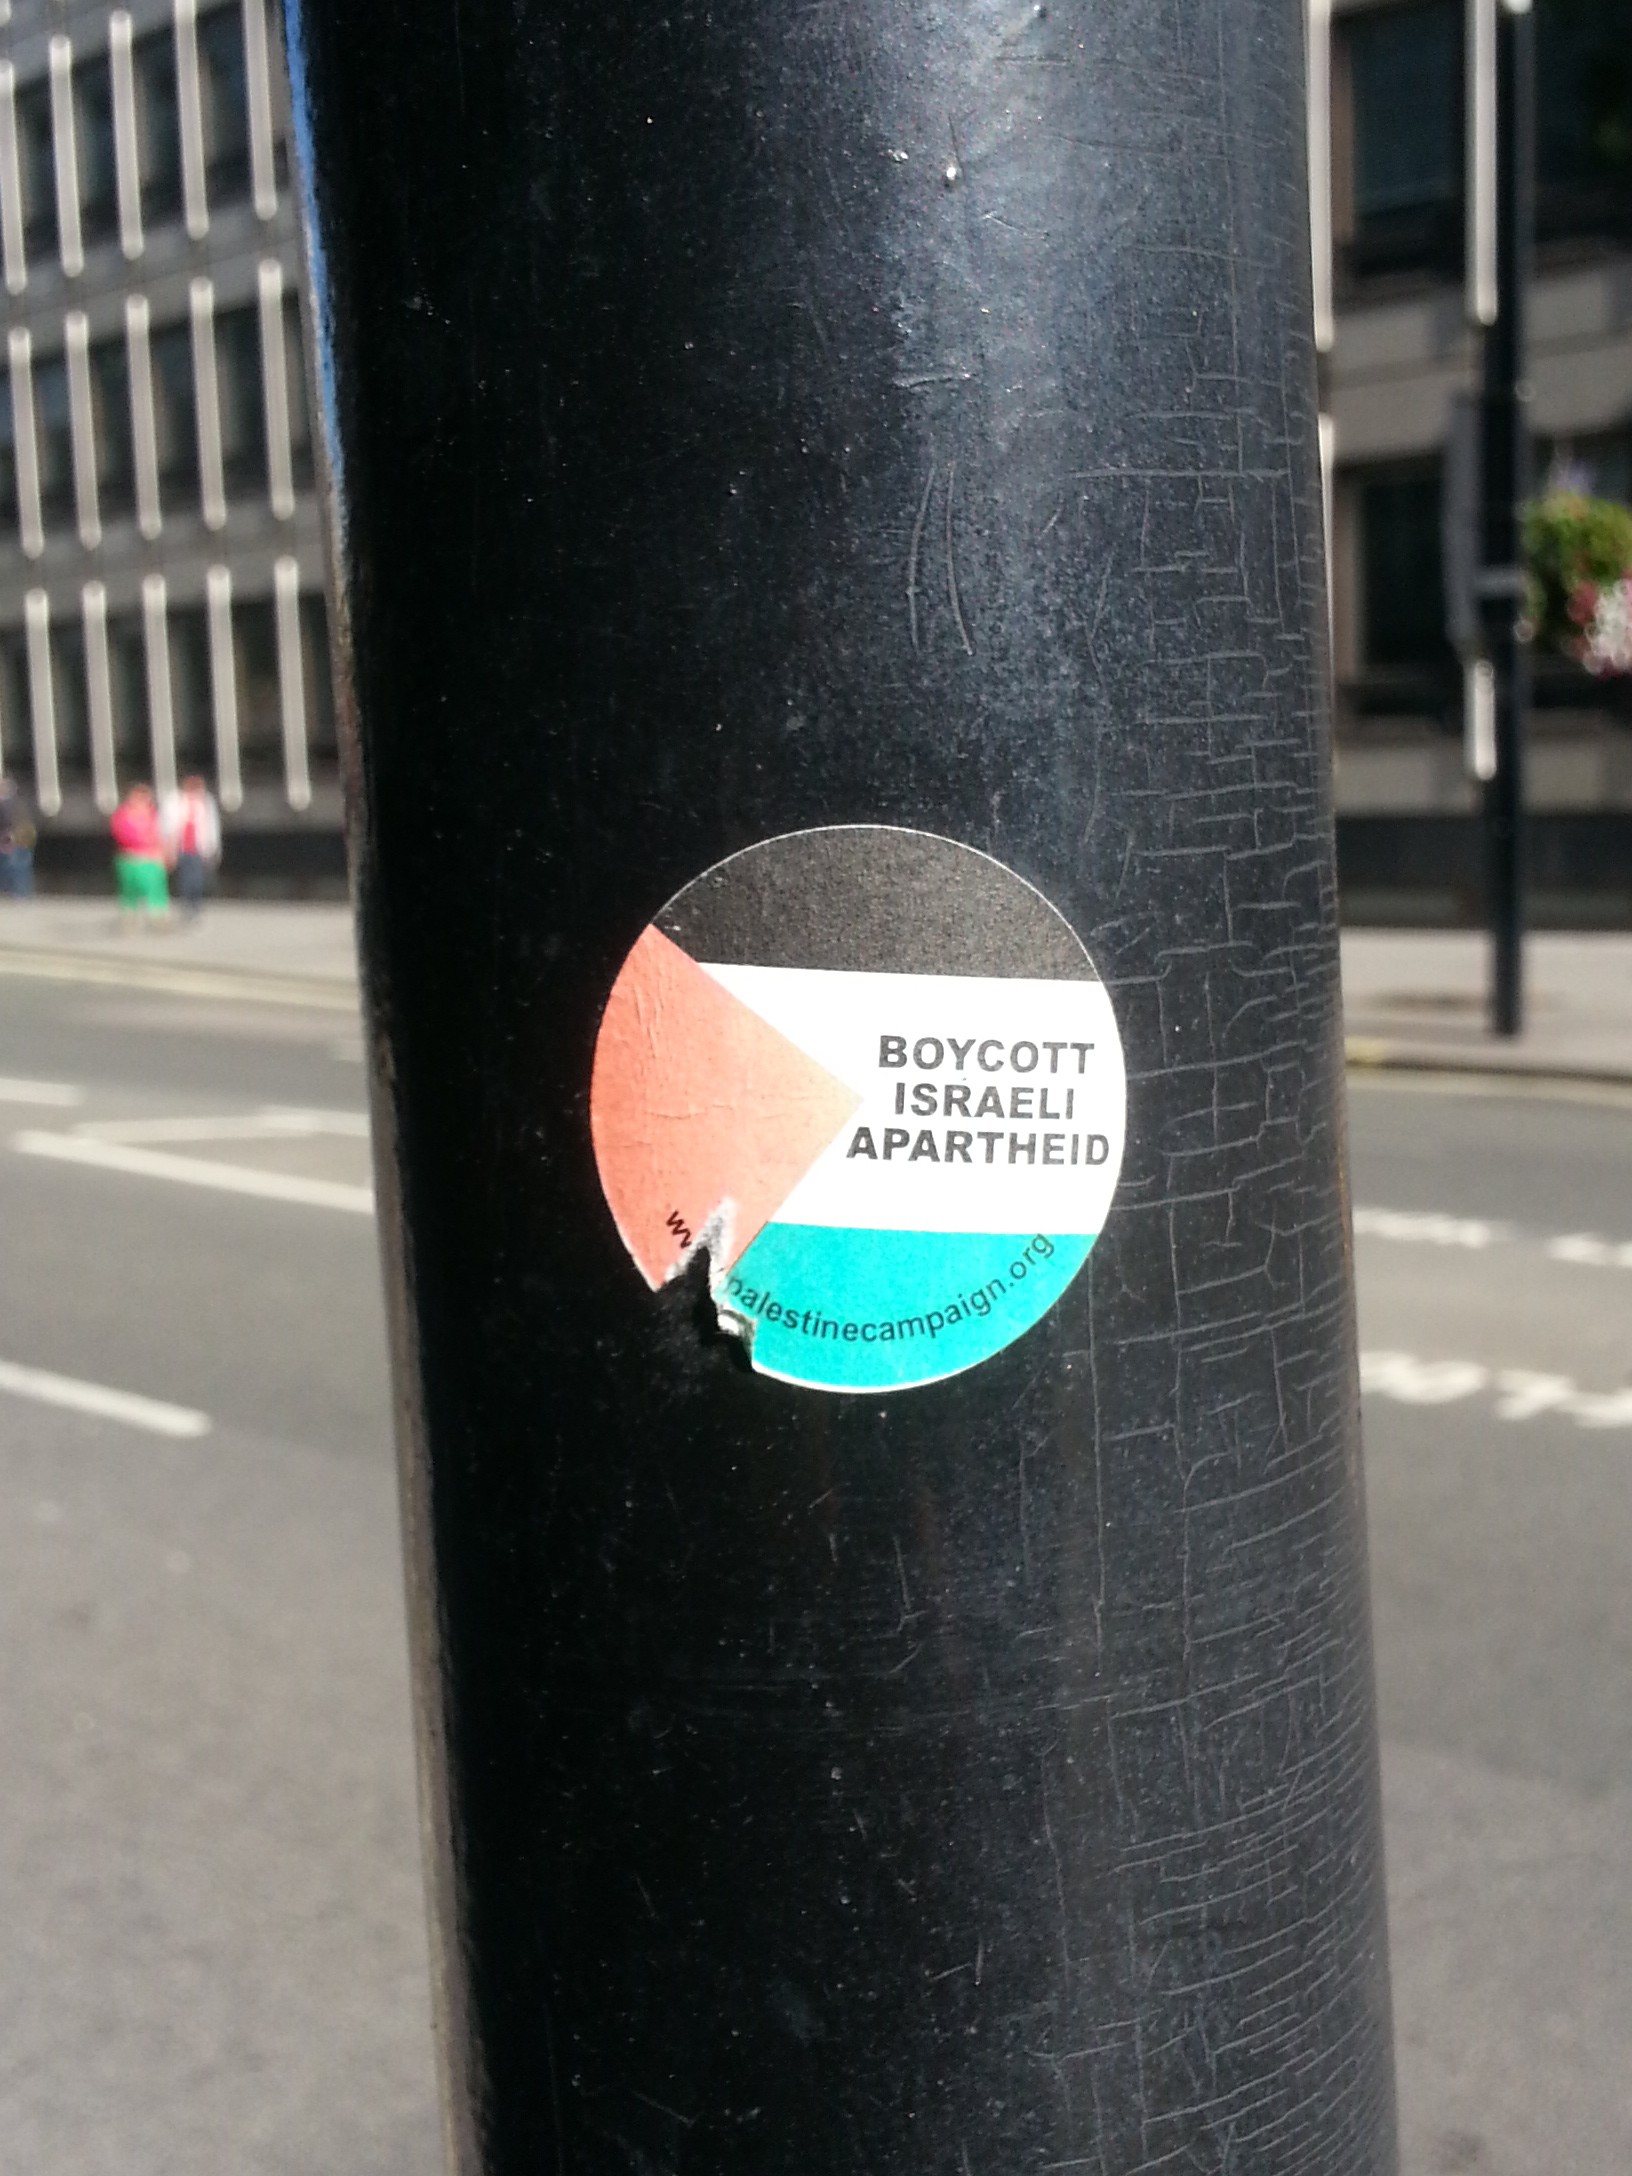 BOYCOTT
ISRAELI
APARTHEID
palestinecampaign.org